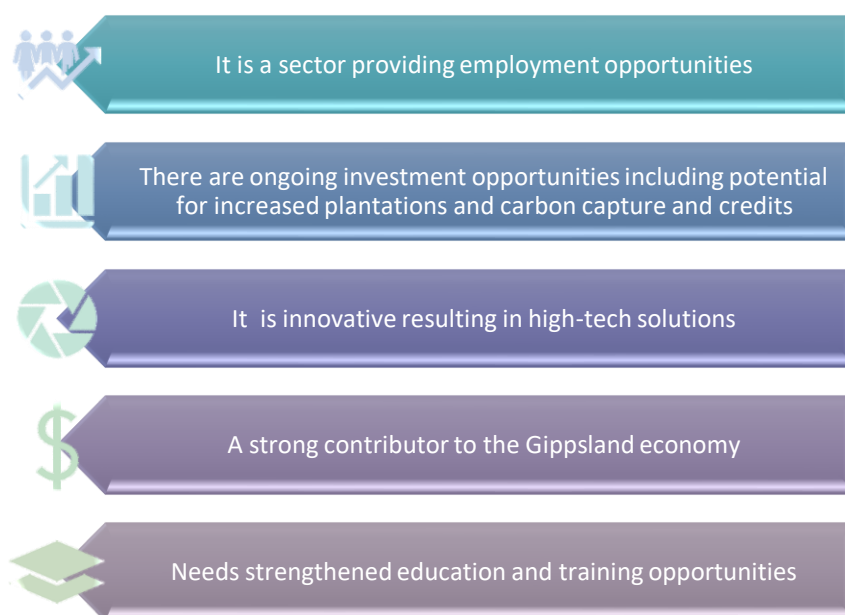 It is a sector providing employment opportunities
There are ongoing investment opportunities including potential
for increased plantations and carbon capture and credits
It  is innovative resulting in high-tech solutions
A strong contributor to the Gippsland economy
Needs strengthened education and training opportunities